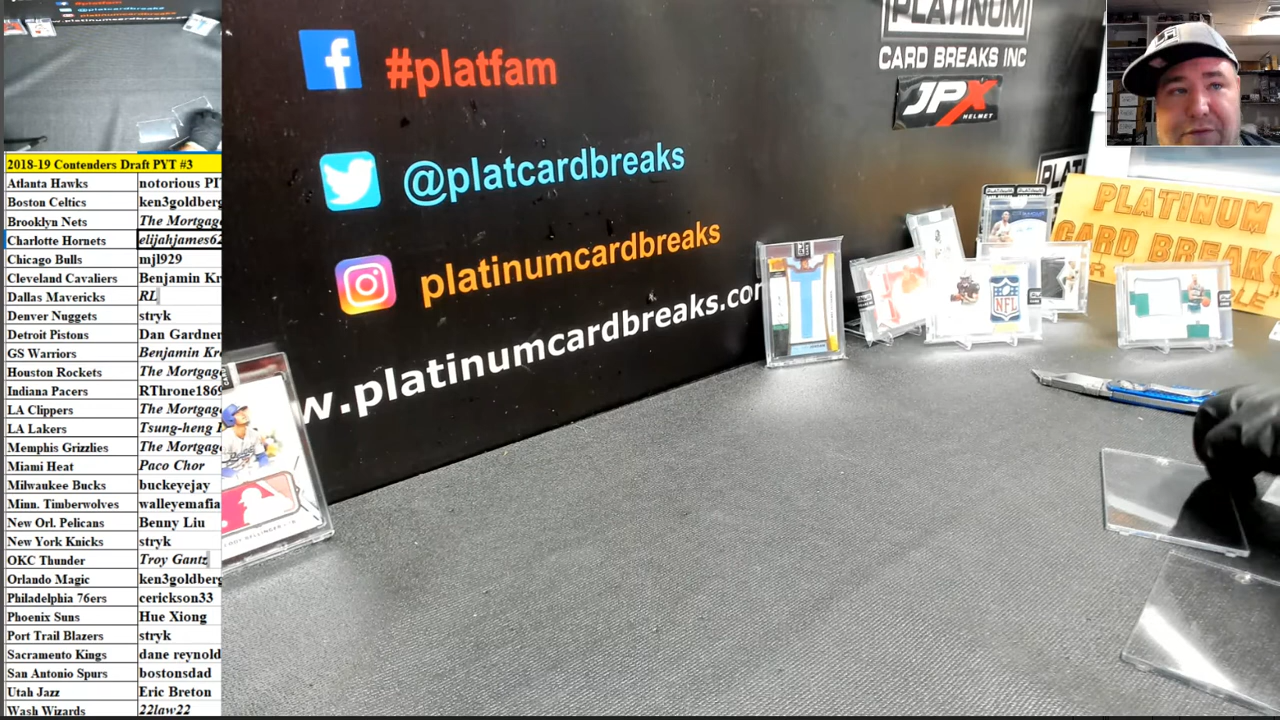 2018-19 Contenders Draft PYT #3
Atlanta Hawks notorious PI
Boston Celtics ken3goldberg
Brooklyn Nets The Mortgag
Charlotte Hornets elijahjames62
Chicago Bulls mjl929
Cleveland Cavaliers Benjamin Kr
Dallas Mavericks RL
Denver Nuggets stryk
Detroit Pistons Dan Gardner
GS Warriors Benjamin Kr
Houston Rockets The Mortgag
Indiana Pacers RThrone1869
LA Clippers The Mortgag
LA Lakers Tsung-heng
Memphis Grizzlies The Mortgag
Miami Heat Paco Chor
Milwaukee Bucks buckeyejay
Minn. Timberwolves walleyemafia
New Orl. Pelicans Benny Liu
New York Knicks stryk
OKC Thunder Troy Gantz
Orlando Magic ken3goldberg
Philadelphia 76ers cerickson33
Phoenix Suns Hue Xiong
Port Trail Blazers stryk
Sacramento Kings dane reynold
San Antonio Spurs bostonsdad
Utah Jazz Eric Breton
Wash Wizards 22law22
#platfam
@platcardbreaks
platinumcardbreaks
w.platinumcardbreaks.com
PLATINUM
CARD BREAKS INC
JPX
HELMET
PLATINUM
CARD BREAKS
NFL
LA